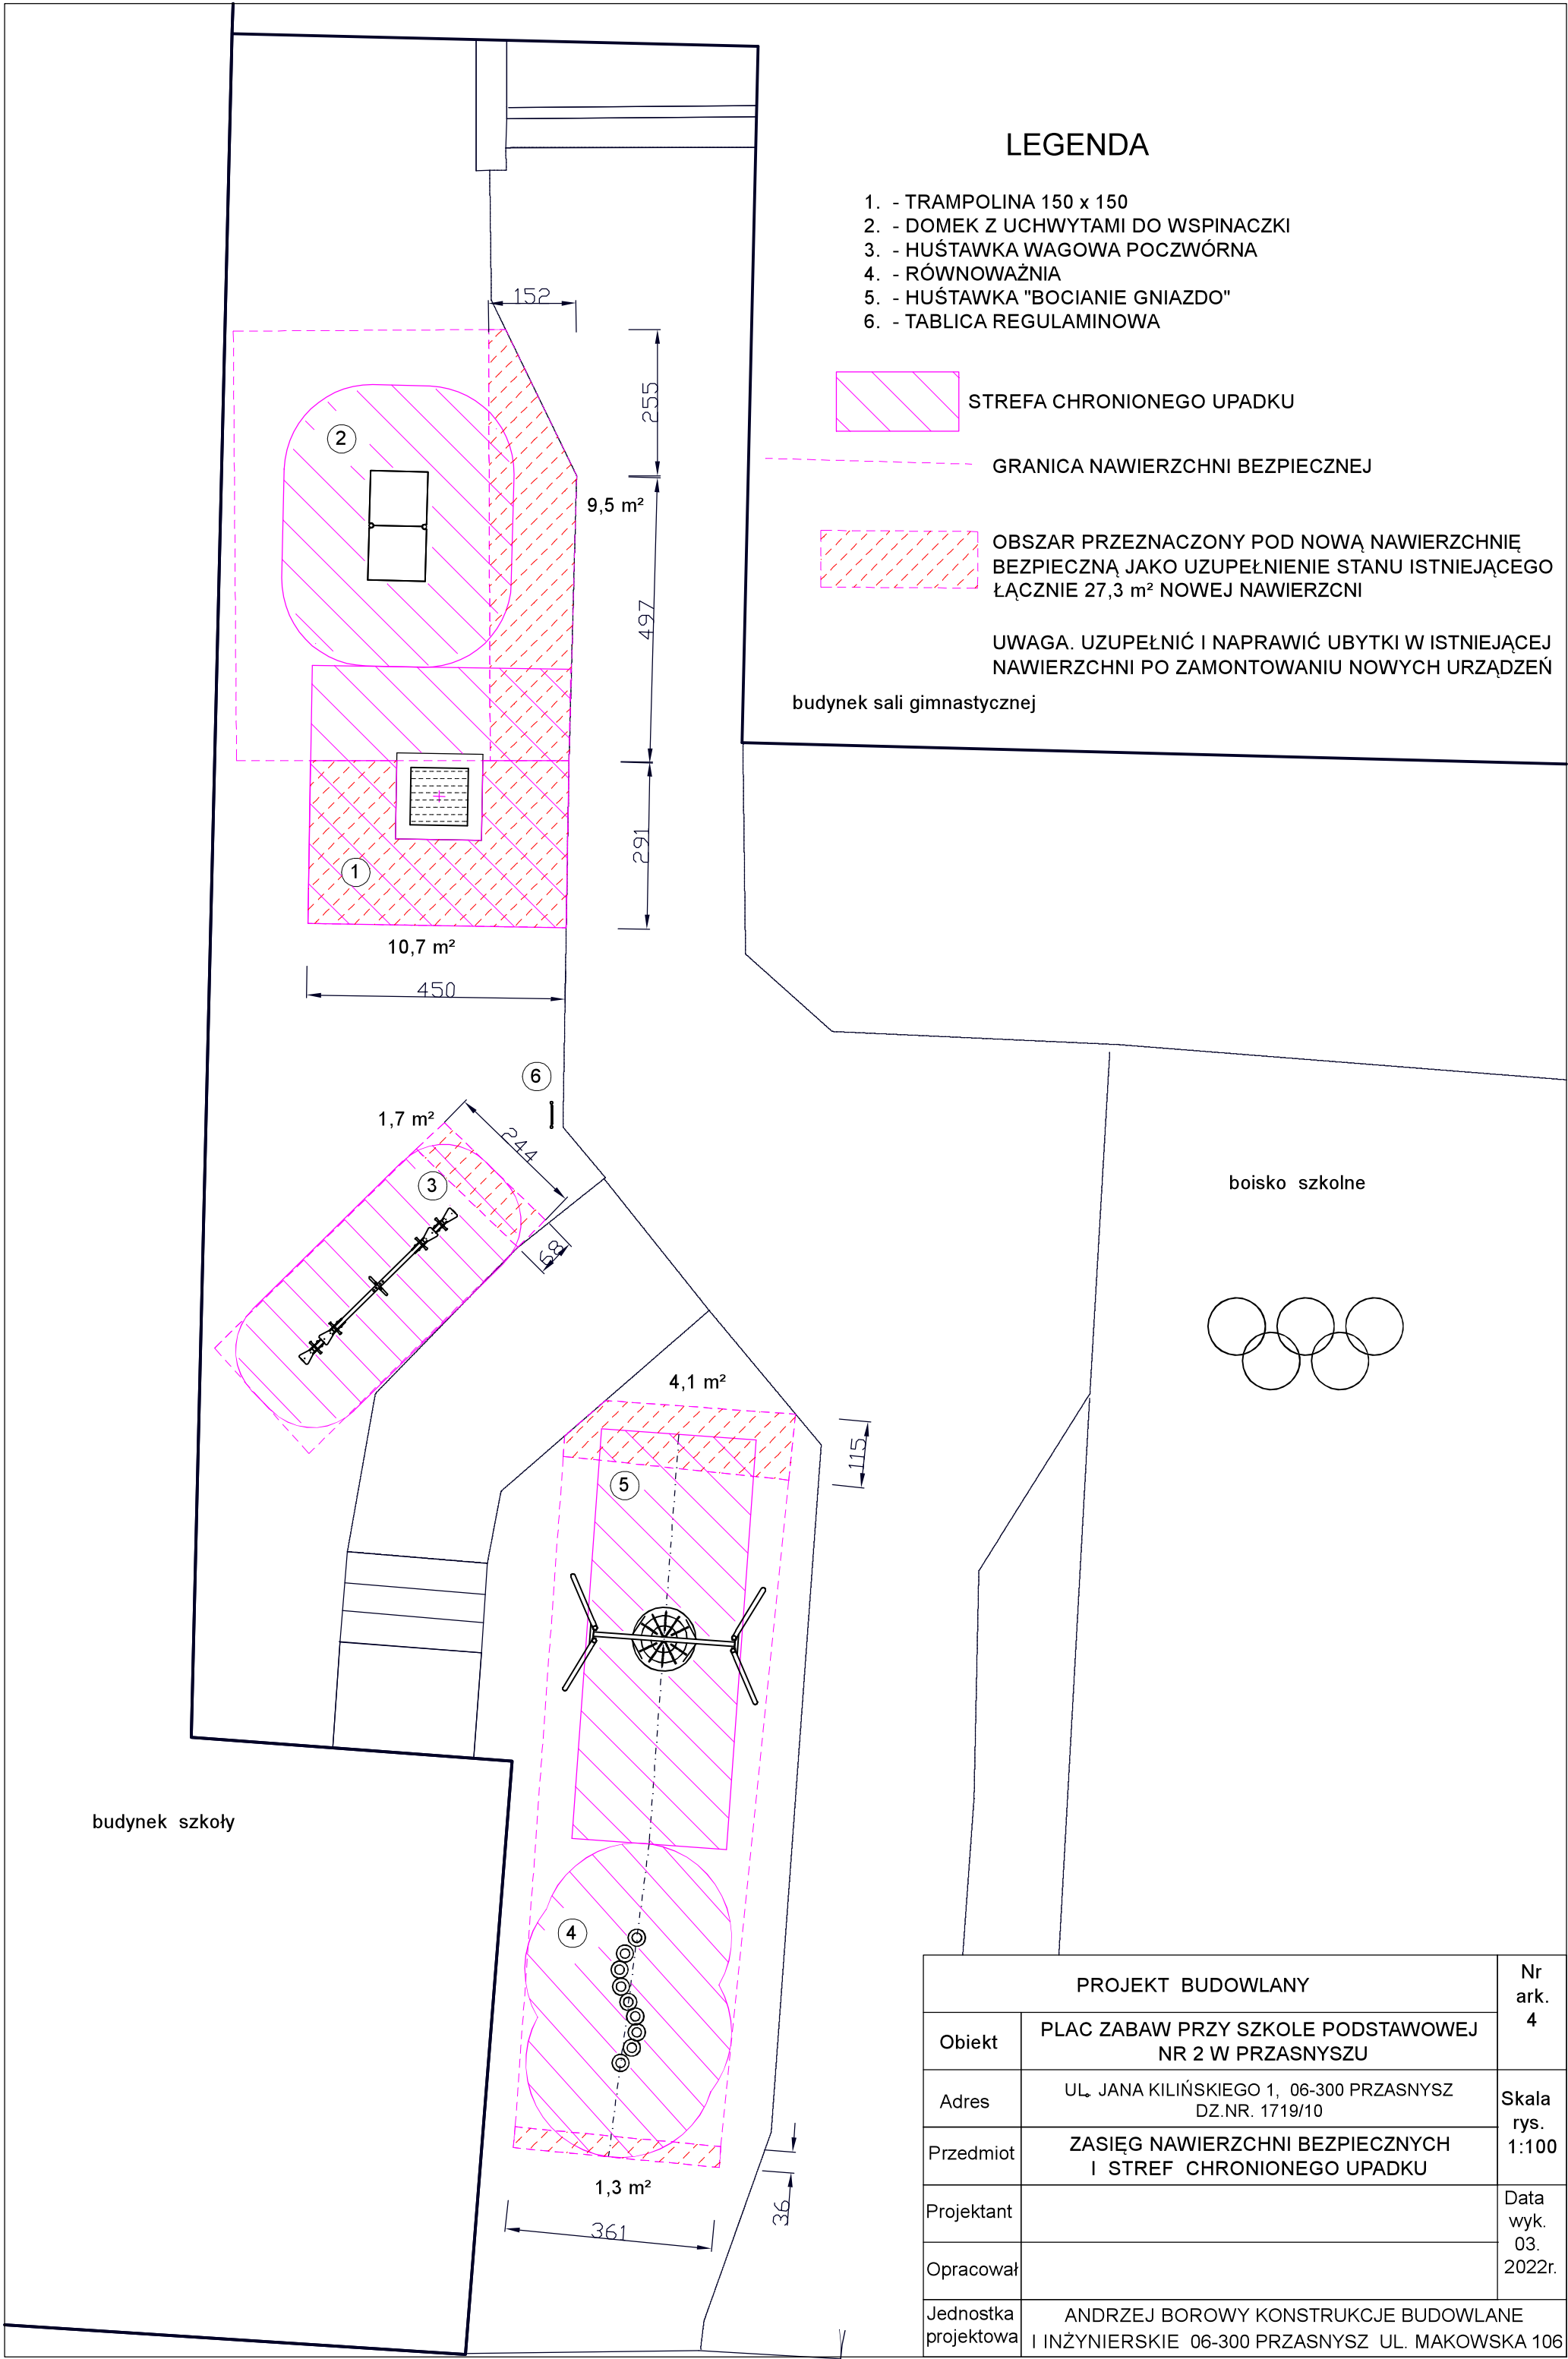 LEGENDA
1. - TRAMPOLINA 150 x 150
2. - DOMEK Z UCHWYTAMI DO WSPINACZKI
3. - HUŚTAWKA WAGOWA POCZWÓRNA
4. - RÓWNOWAŻNIA
5. - HUŚTAWKA "BOCIANIE GNIAZDO"
6. - TABLICA REGULAMINOWA
STREFA CHRONIONEGO UPADKU
GRANICA NAWIERZCHNI BEZPIECZNEJ
OBSZAR PRZEZNACZONY POD NOWĄ NAWIERZCHNIĘ
BEZPIECZNĄ JAKO UZUPEŁNIENIE STANU ISTNIEJĄCEGO
ŁĄCZNIE 27,3 m² NOWEJ NAWIERZCNI
UWAGA. UZUPEŁNIĆ I NAPRAWIĆ UBYTKI W ISTNIEJĄCEJ
NAWIERZCHNI PO ZAMONTOWANIU NOWYCH URZĄDZEŃ
budynek sali gimnastycznej
152
255
2
9,5 m²
497
291
1
10,7 m²
450
6
1,7 m²
244
3
68
boisko szkolne
4,1 m²
115
5
budynek szkoły
4
1,3 m²
36
361
PROJEKT BUDOWLANY
Nr
ark.
4
Obiekt
PLAC ZABAW PRZY SZKOLE PODSTAWOWEJ
NR 2 W PRZASNYSZU
Adres
UL. JANA KILIŃSKIEGO 1, 06-300 PRZASNYSZ
DZ.NR. 1719/10
Skala
rys.
1:100
Przedmiot
ZASIĘG NAWIERZCHNI BEZPIECZNYCH
I STREF CHRONIONEGO UPADKU
Projektant
Data
wyk.
03.
2022r.
Opracował
Jednostka
projektowa
ANDRZEJ BOROWY KONSTRUKCJE BUDOWLANE
I INŻYNIERSKIE 06-300 PRZASNYSZ UL. MAKOWSKA 106